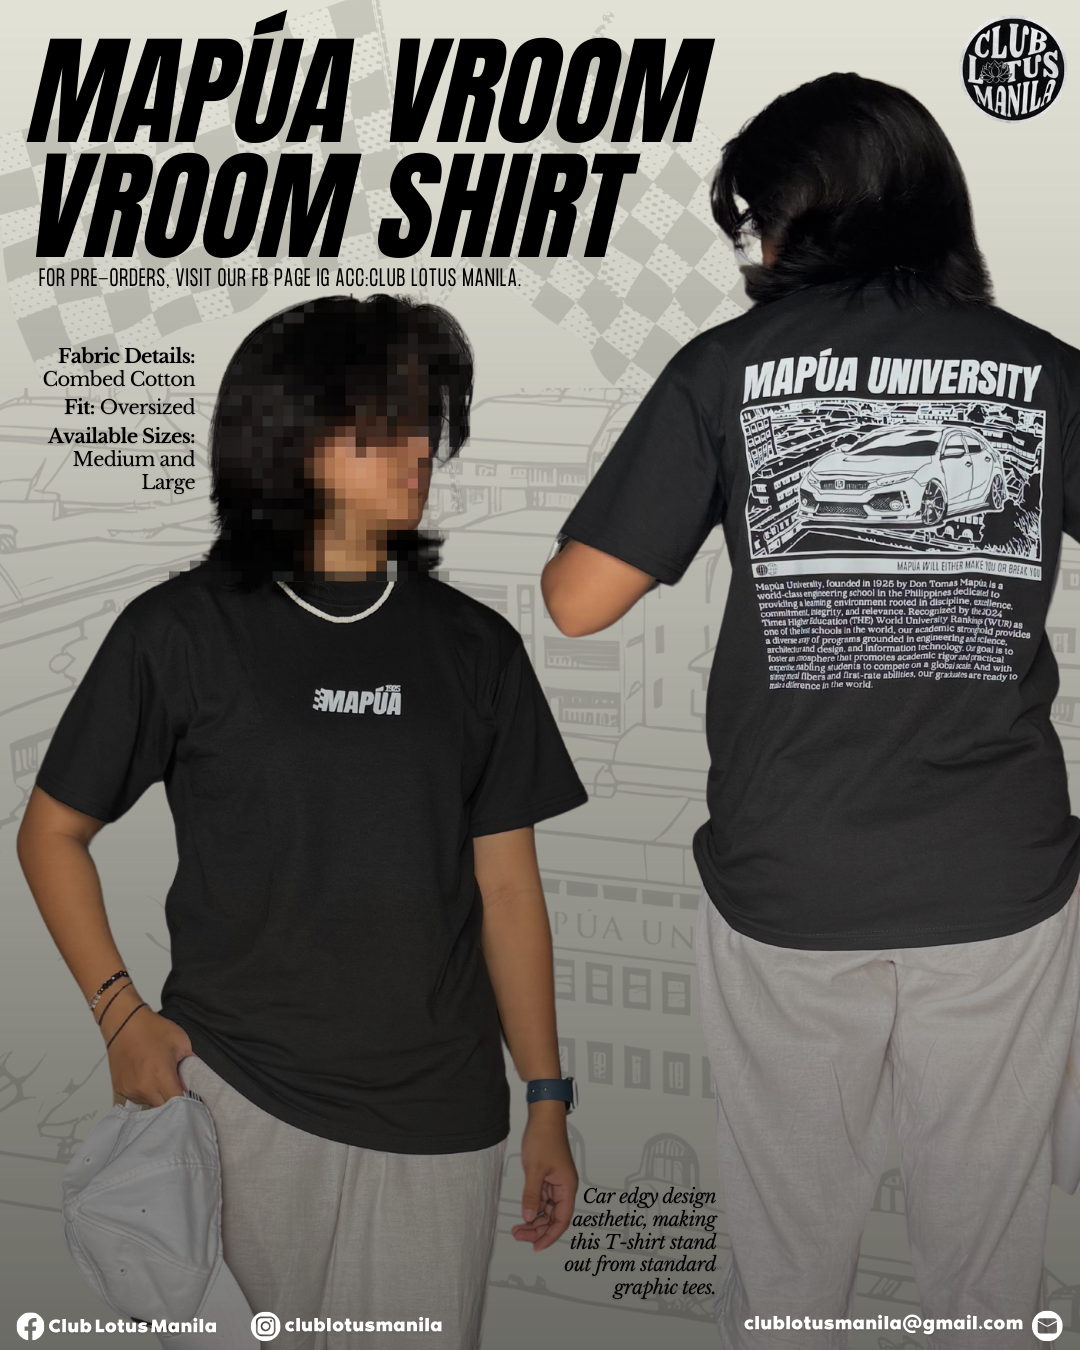 MAPÚA VROOM
VROOM SHIRT
FOR PRE-ORDERS, VISIT OUR FB PAGE IG ACC:CLUB LOTUS MANILA.
CLUB
LOTUS
MANILA
Fabric Details:
Combed Cotton
Fit: Oversized
Available Sizes:
Medium and
Large
MAPÚA UNIVERSITY
MAPÚA WILL EITHER MAKE YOU OR BREAK YOU
Mapúa University, founded in 1925 by Don Tomas Mapúa, is a
world-class engineering school in the Philippines dedicated to
providing a learning environment rooted in discipline, excellence,
commitment, integrity, and relevance. Recognized by the 2024
Times Higher Education (THE) World University Rankings (WUR) as
one of the best schools in the world, our academic stronghold provides
a diverse array of programs grounded in engineering and science,
architecture and design, and information technology. Our goal is to
foster an atmosphere that promotes academic rigor and practical
expertise, enabling students to compete on a global scale. And with
fibers and first-rate abilities, our graduates are ready to
make a difference in the world.
1925
MAPÚA
PÚA UN
Car edgy design
aesthetic, making
this T-shirt stand
out from standard
graphic tees.
Club Lotus Manila
clublotusmanila
clublotusmanila@gmail.com